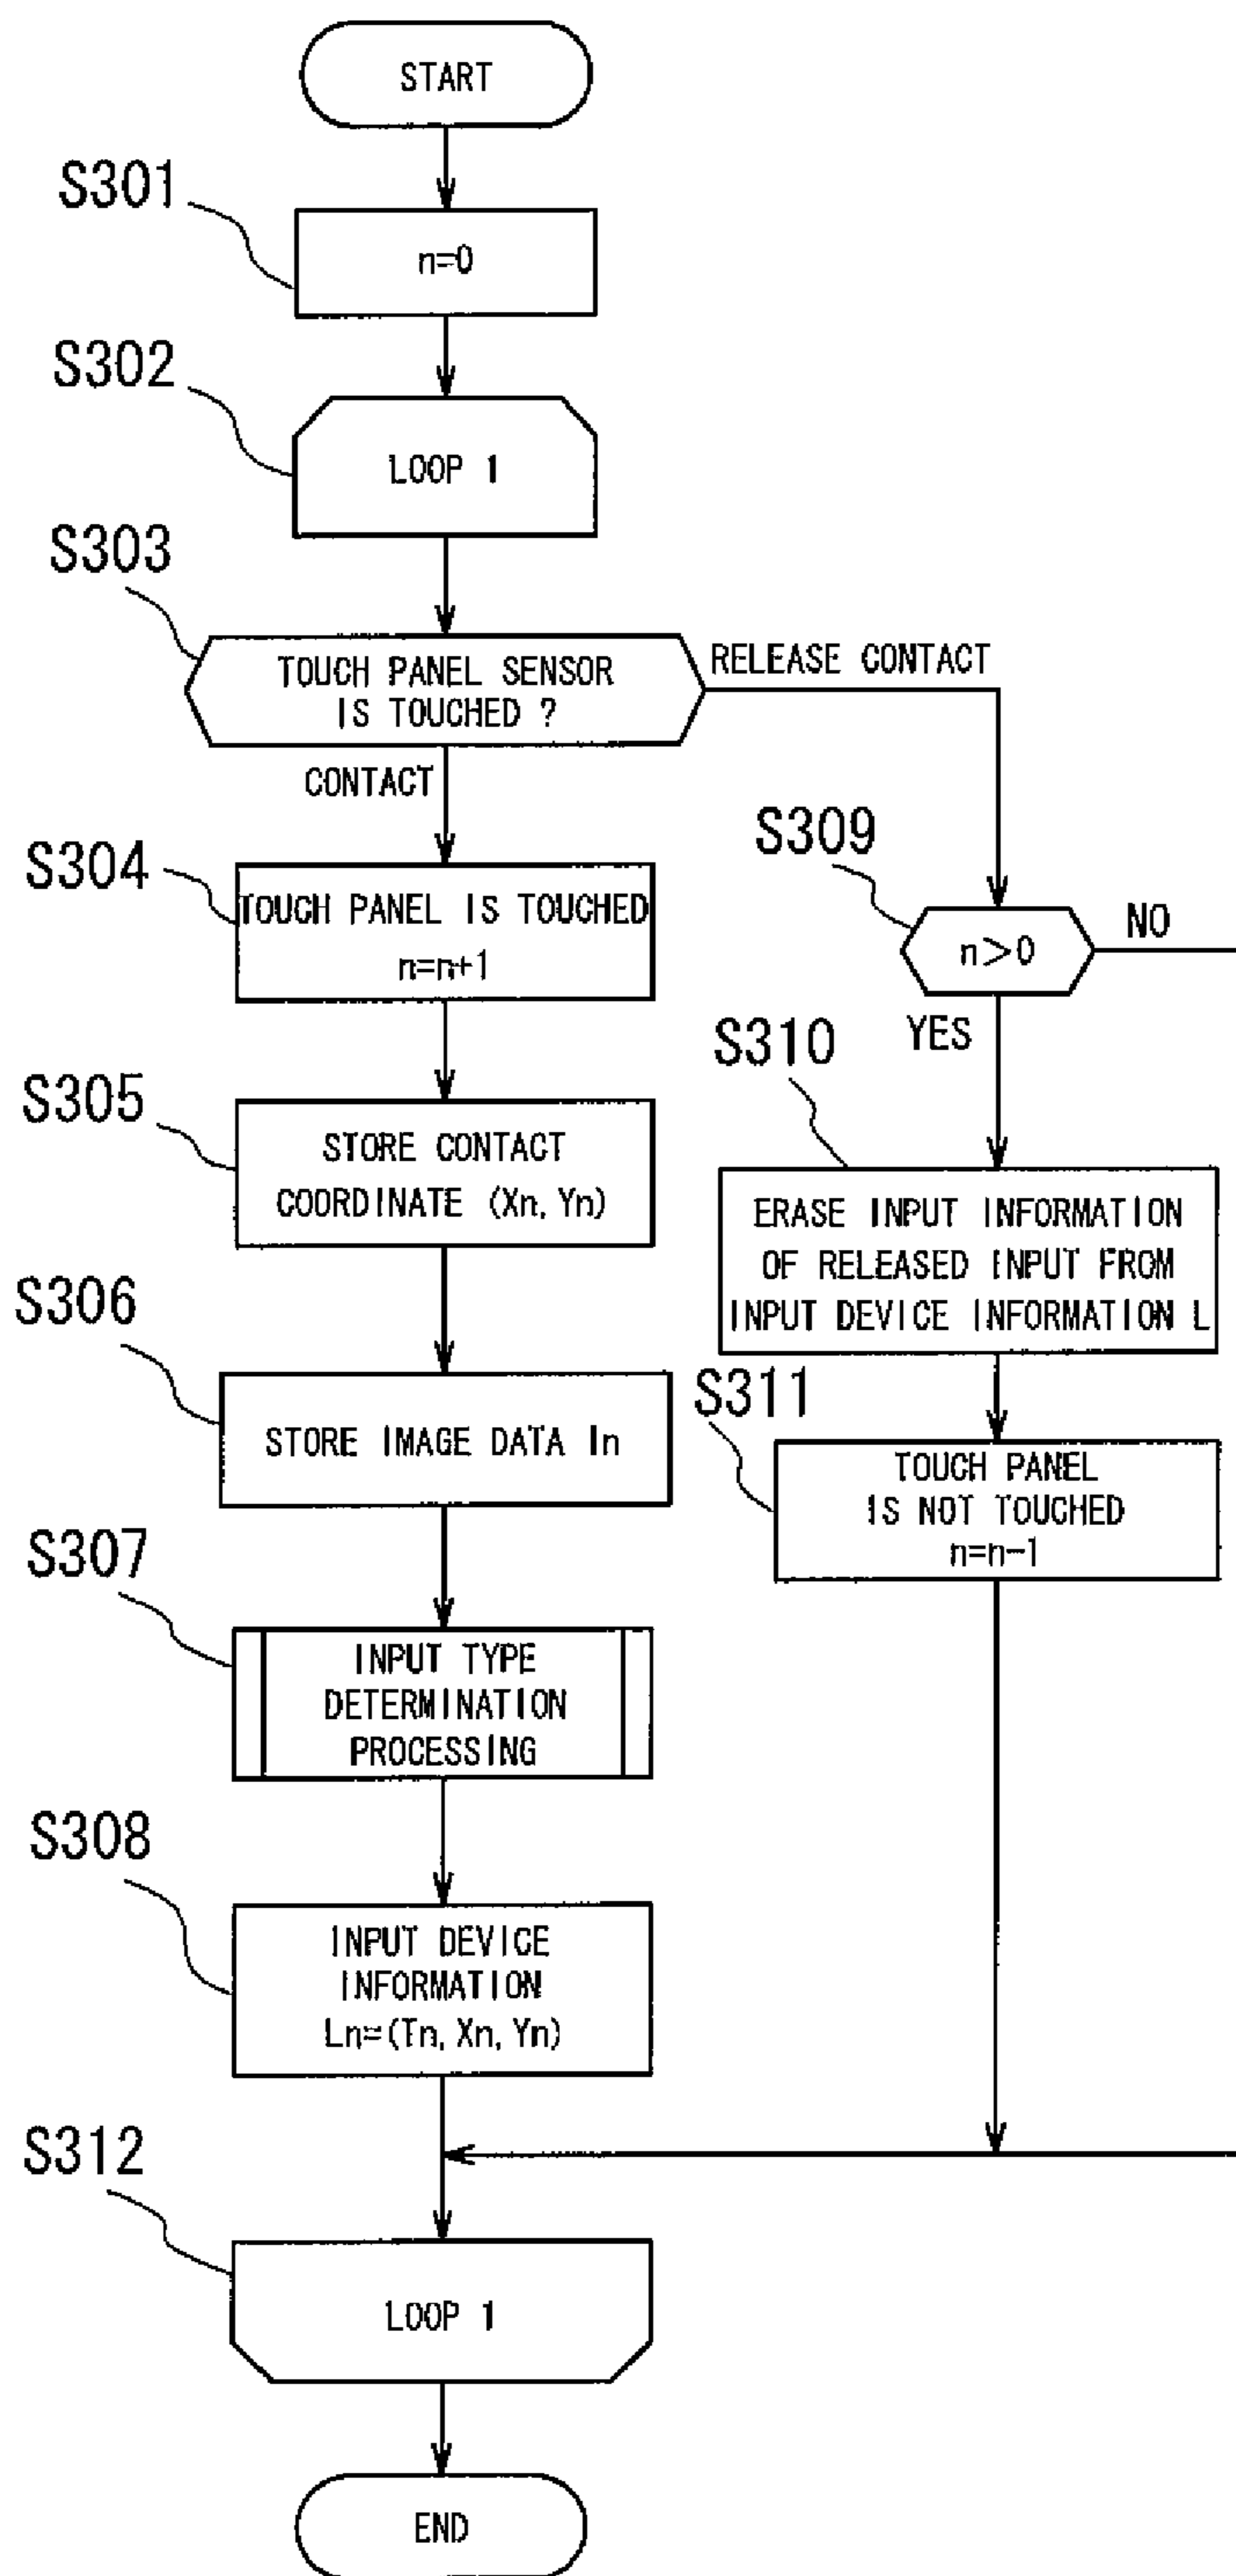 START
S301
n=0
S302
LOOP 1
S303
TOUCH PANEL SENSOR
IS TOUCHED ?
RELEASE CONTACT
CONTACT
S304
TOUCH PANEL IS TOUCHED
n=n+1
S305
STORE CONTACT
COORDINATE (Xn, Yn)
S306
STORE IMAGE DATA In
S307
INPUT TYPE
DETERMINATION
PROCESSING
S308
INPUT DEVICE
INFORMATION
Ln=(Tn, Xn, Yn)
S309
n>0
NO
YES
S310
ERASE INPUT INFORMATION
OF RELEASED INPUT FROM
INPUT DEVICE INFORMATION L
S311
TOUCH PANEL
IS NOT TOUCHED
n=n-1
S312
LOOP 1
END